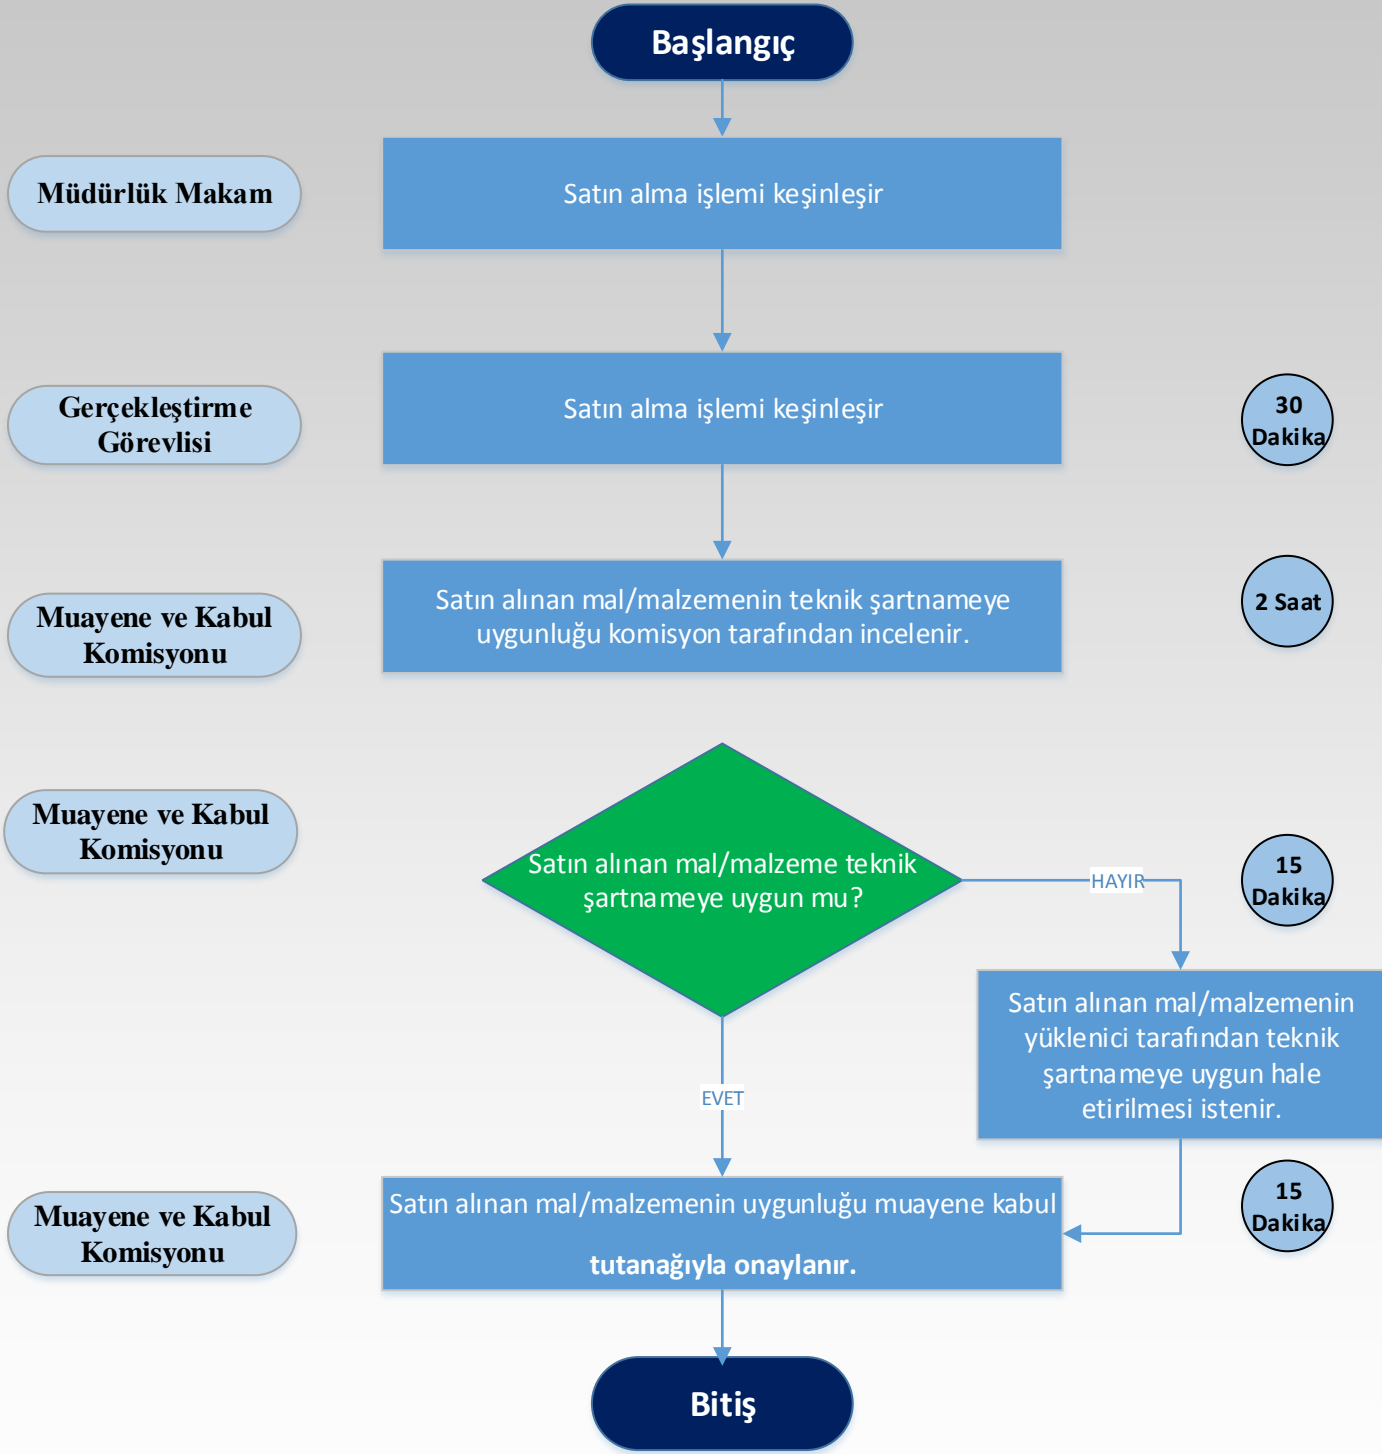 Başlangıç
Müdürlük Makam
Satın alma işlemi keşinleşir
Gerçekleştirme
Görevlisi
Satın alma işlemi keşinleşir
30
Dakika
Muayene ve Kabul
Komisyonu
Satın alınan mal/malzemenin teknik şartnameye
uygunluğu komisyon tarafından incelenir.
2 Saat
Muayene ve Kabul
Komisyonu
Satın alınan mal/malzeme teknik
şartnameye uygun mu?
HAYIR
15
Dakika
Satın alınan mal/malzemenin
yüklenici tarafından teknik
şartnameye uygun hale
etirilmesi istenir.
EVET
Muayene ve Kabul
Komisyonu
Satın alınan mal/malzemenin uygunluğu muayene kabul
tutanağıyla onaylanır.
15
Dakika
Bitiş